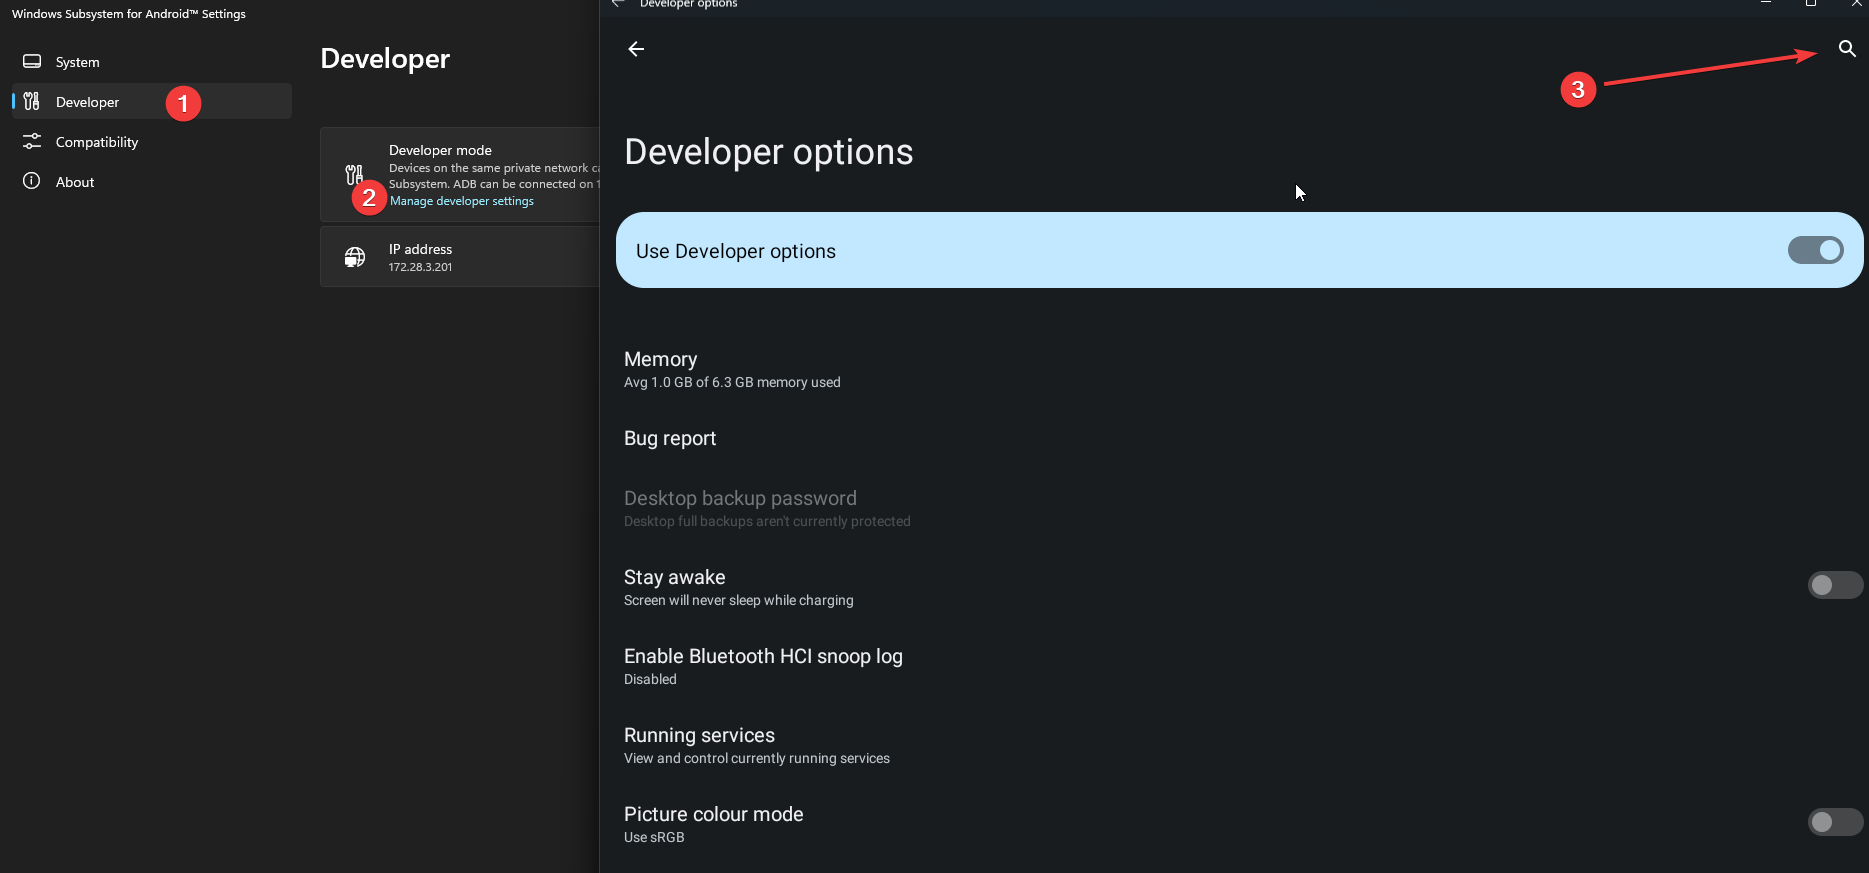 Windows Subsystem for Android™ Settings
System
Developer
1
Compatibility
About
Developer
Developer mode
Devices on the same private network ca
Subsystem. ADB can be connected on 1
2
Manage developer settings
IP address
172.28.3.201
Developer options
3
Developer options
Use Developer options
Memory
Avg 1.0 GB of 6.3 GB memory used
Bug report
Desktop backup password
Desktop full backups aren't currently protected
Stay awake
Screen will never sleep while charging
Enable Bluetooth HCI snoop log
Disabled
Running services
View and control currently running services
Picture colour mode
Use sRGB